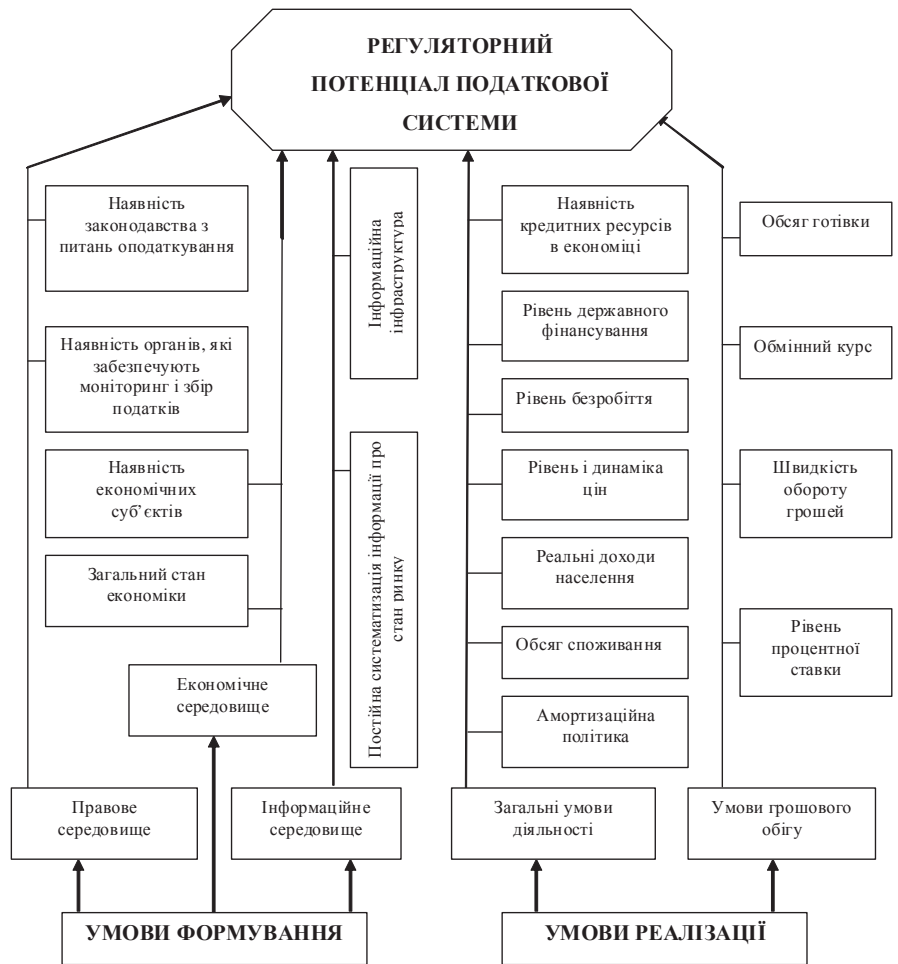 РЕГУЛЯТОРНИЙ
ПОТЕНЦІАЛ ПОДАТКОВОЇ
СИСТЕМИ
Наявність
законодавства з
питань оподаткування
Наявність органів, які
забезпечують
моніторинг і збір
податків
Наявність
економічних
суб’єктів
Загальний стан
економіки
Економічне
середовище
Правове
середовище
Інформаційна
інфраструктура
Постійна систематизація інформації про
стан ринку
Інформаційне
середовище
Наявність
кредитних ресурсів
в економіці
Рівень державного
фінансування
Рівень безробіття
Рівень і динаміка
цін
Реальні доходи
населення
Обсяг споживання
Амортизаційна
політика
Загальні умови
діяльності
Обсяг готівки
Обмінний курс
Швидкість
обороту
грошей
Рівень
процентної
ставки
Умови грошового
обігу
УМОВИ ФОРМУВАННЯ
УМОВИ РЕАЛІЗАЦІЇ